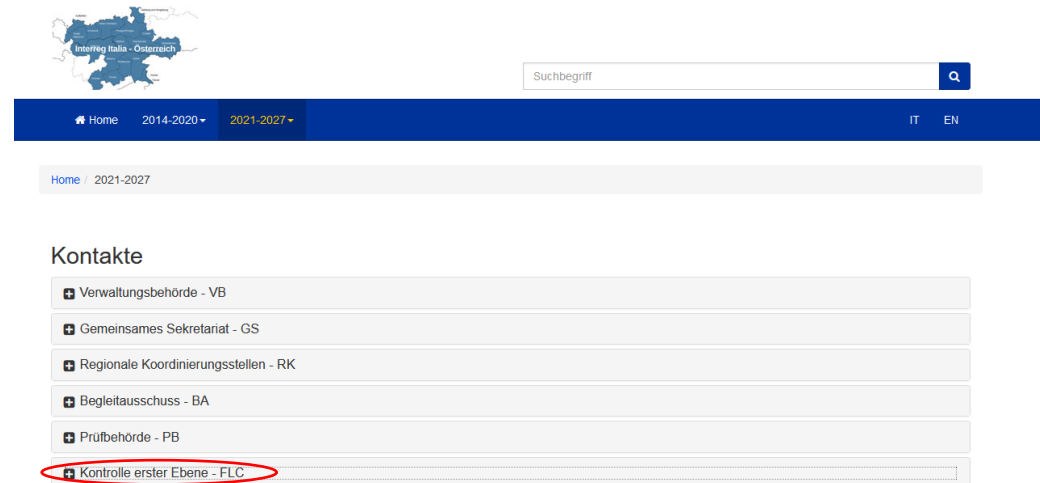 Interreg Italia - Österreich
Suchbegriff
Home 2014-2020 2021-2027 IT EN
Home / 2021-2027
Kontakte
Verwaltungsbehörde - VB
Gemeinsames Sekretariat - GS
Regionale Koordinierungsstellen - RK
Begleitausschuss - BA
Prüfbehörde - PB
Kontrolle erster Ebene - FLC